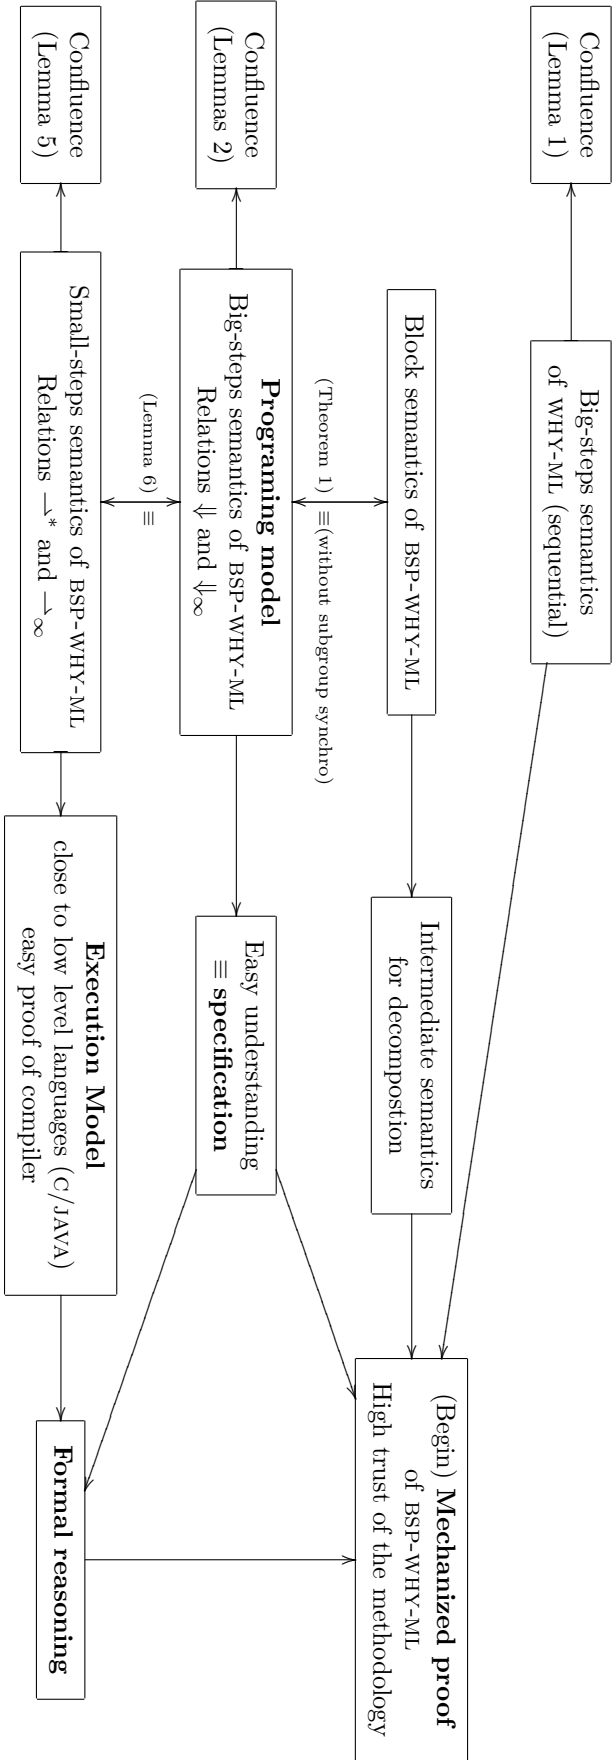 Confluence
(Lemma 1)
Big-steps semantics
of WHY-ML (sequential)
Block semantics of BSP-WHY-ML
Intermediate semantics
for decompostion
(Begin) Mechanized proof
of BSP-WHY-ML
High trust of the methodology
(Theorem 1) ≡(without subgroup synchro)
Confluence
(Lemmas 2)
Programing model
Big-steps semantics of BSP-WHY-ML
Relations ⇓ and ⇓∞
Easy understanding
≡ specification
(Lemma 6) ≡
Confluence
(Lemma 5)
Small-steps semantics of BSP-WHY-ML
Relations ⇀* and ⇀∞
Execution Model
close to low level languages (C/JAVA)
easy proof of compiler
Formal reasoning